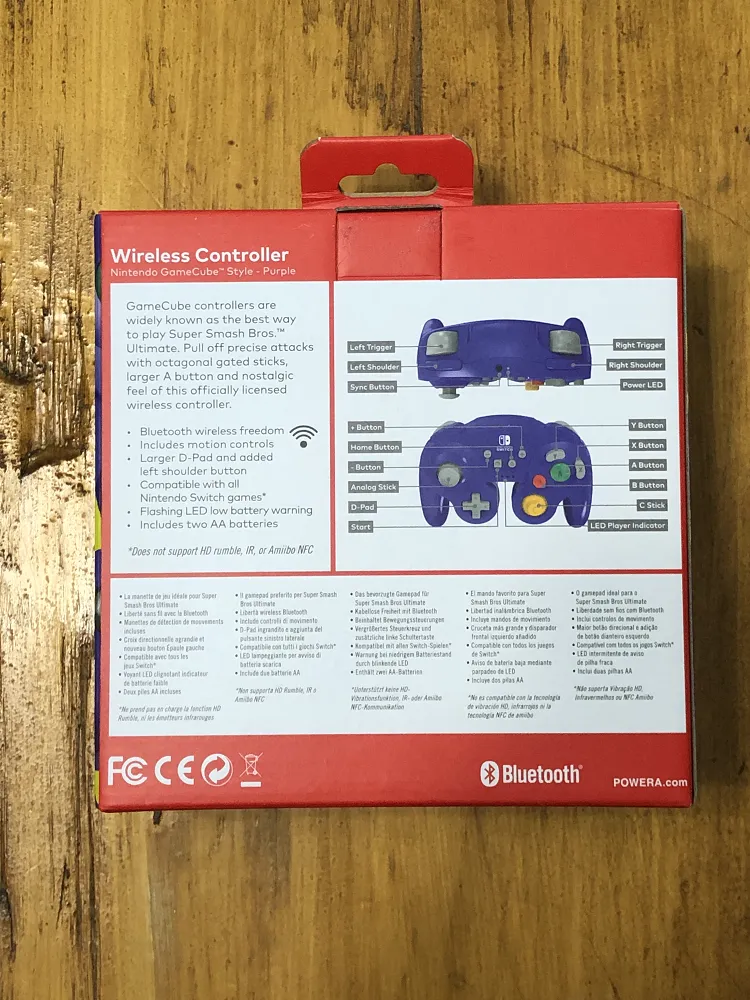 Wireless Controller
Nintendo GameCube™ Style - Purple
GameCube controllers are
widely known as the best way
to play Super Smash Bros.™
Ultimate. Pull off precise attacks
with octagonal gated sticks,
larger A button and nostalgic
feel of this officially licensed
wireless controller.
• Bluetooth wireless freedom
• Includes motion controls
• Larger D-Pad and added
left shoulder button
• Compatible with all
Nintendo Switch games*
• Flashing LED low battery warning
• Includes two AA batteries
*Does not support HD rumble, IR, or Amiibo NFC
Left Trigger
Left Shoulder
Sync Button
Right Trigger
Right Shoulder
Power LED
+ Button
Home Button
- Button
Analog Stick
D-Pad
Start
Y Button
X Button
A Button
B Button
C Stick
LED Player Indicator
• La manette de jeu idéale pour Super
Smash Bros Ultimate
• Liberté sans fil avec la Bluetooth
• Manettes de détection de mouvements
incluses
• Croix directionnelle agrandie et
nouveau bouton Épaule gauche
• Compatible avec tous les
jeux Switch*
• Voyant LED clignotant indicateur
de batterie faible
• Deux piles AA incluses
*Ne prend pas en charge la fonction HD
Rumble, ni les émetteurs infrarouges
• Il gamepad preferito per Super Smash
Bros Ultimate
• Libertà wireless Bluetooth
• Include controlli di movimento
• D-Pad ingrandito e aggiunta del
pulsante sinistro laterale
• Compatibile con tutti i giochi Switch*
• LED lampeggiante per avviso di
batteria scarica
• Include due batterie AA
*Non supporta HD Rumble, IR o
Amiibo NFC
• Das bevorzugte Gamepad für
Super Smash Bros Ultimate
• Kabellose Freiheit mit Bluetooth
• Beinhaltet Bewegungssteuerungen
• Vergrößertes Steuerkreuz und
zusätzliche linke Schultertaste
• Kompatibel mit allen Switch-Spielen*
• Warnung bei niedrigem Batteriestand
durch blinkende LED
• Enthält zwei AA-Batterien
*Unterstützt keine HD-
Vibrationsfunktion, IR- oder Amiibo
NFC-Kommunikation
• El mando favorito para Super
Smash Bros Ultimate
• Libertad inalámbrica Bluetooth
• Incluye mandos de movimiento
• Cruceta más grande y disparador
frontal izquierdo añadido
• Compatible con todos los juegos
de Switch*
• Aviso de batería baja mediante
parpadeo de LED
• Incluye dos pilas AA
*No es compatible con la tecnología
de vibración HD, infrarrojos ni la
tecnología NFC de amiibo
• O gamepad ideal para o
Super Smash Bros Ultimate
• Liberdade sem fios com Bluetooth
• Inclui controles de movimento
• Maior botão direcional e adição
de botão dianteiro esquerda
• Compatível com todos os jogos Switch*
• LED intermitente de aviso
de pilha fraca
• Inclui duas pilhas AA
*Não suporta Vibração HD,
Infravermelhos ou NFC Amiibo
FC CE
Bluetooth®
POWERA.com